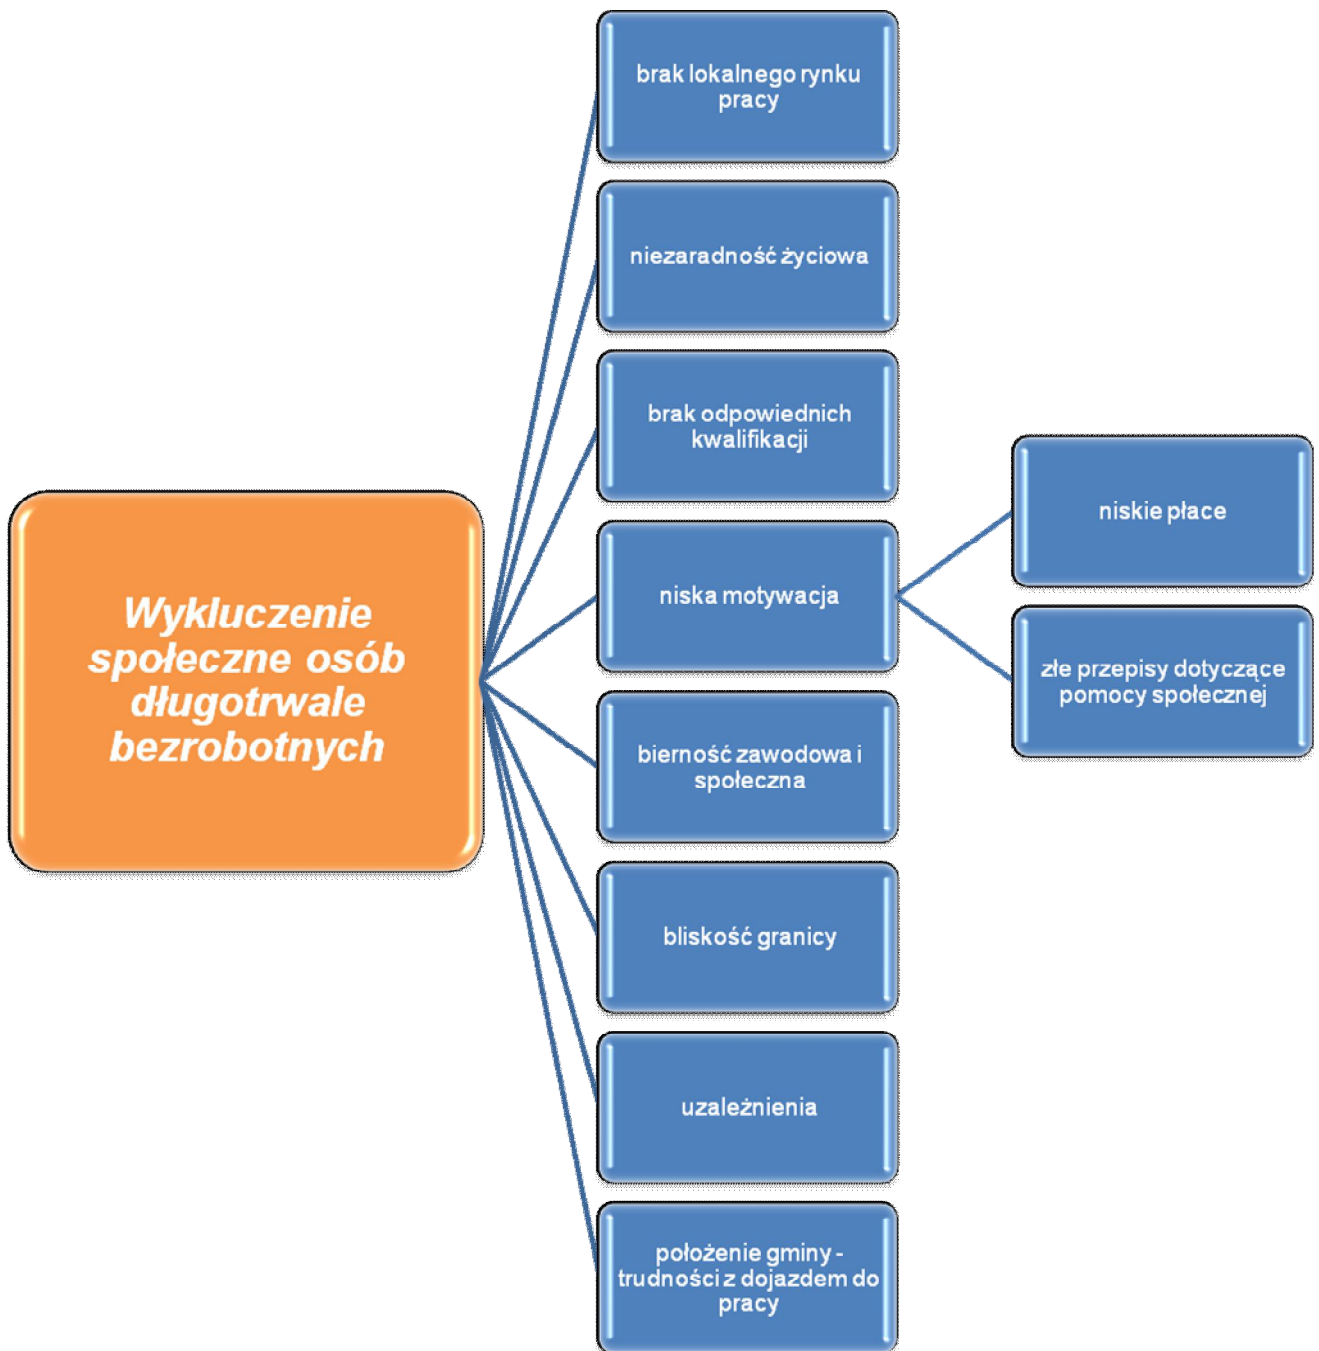 brak lokalnego rynku
pracy
niezaradność życiowa
brak odpowiednich
kwalifikacji
niskie płace
Wykluczenie
społeczne osób
długotrwale
bezrobotnych
niska motywacja
złe przepisy dotyczące
pomocy społecznej
bierność zawodowa i
społeczna
bliskość granicy
uzależnienia
położenie gminy -
trudności z dojazdem do
pracy